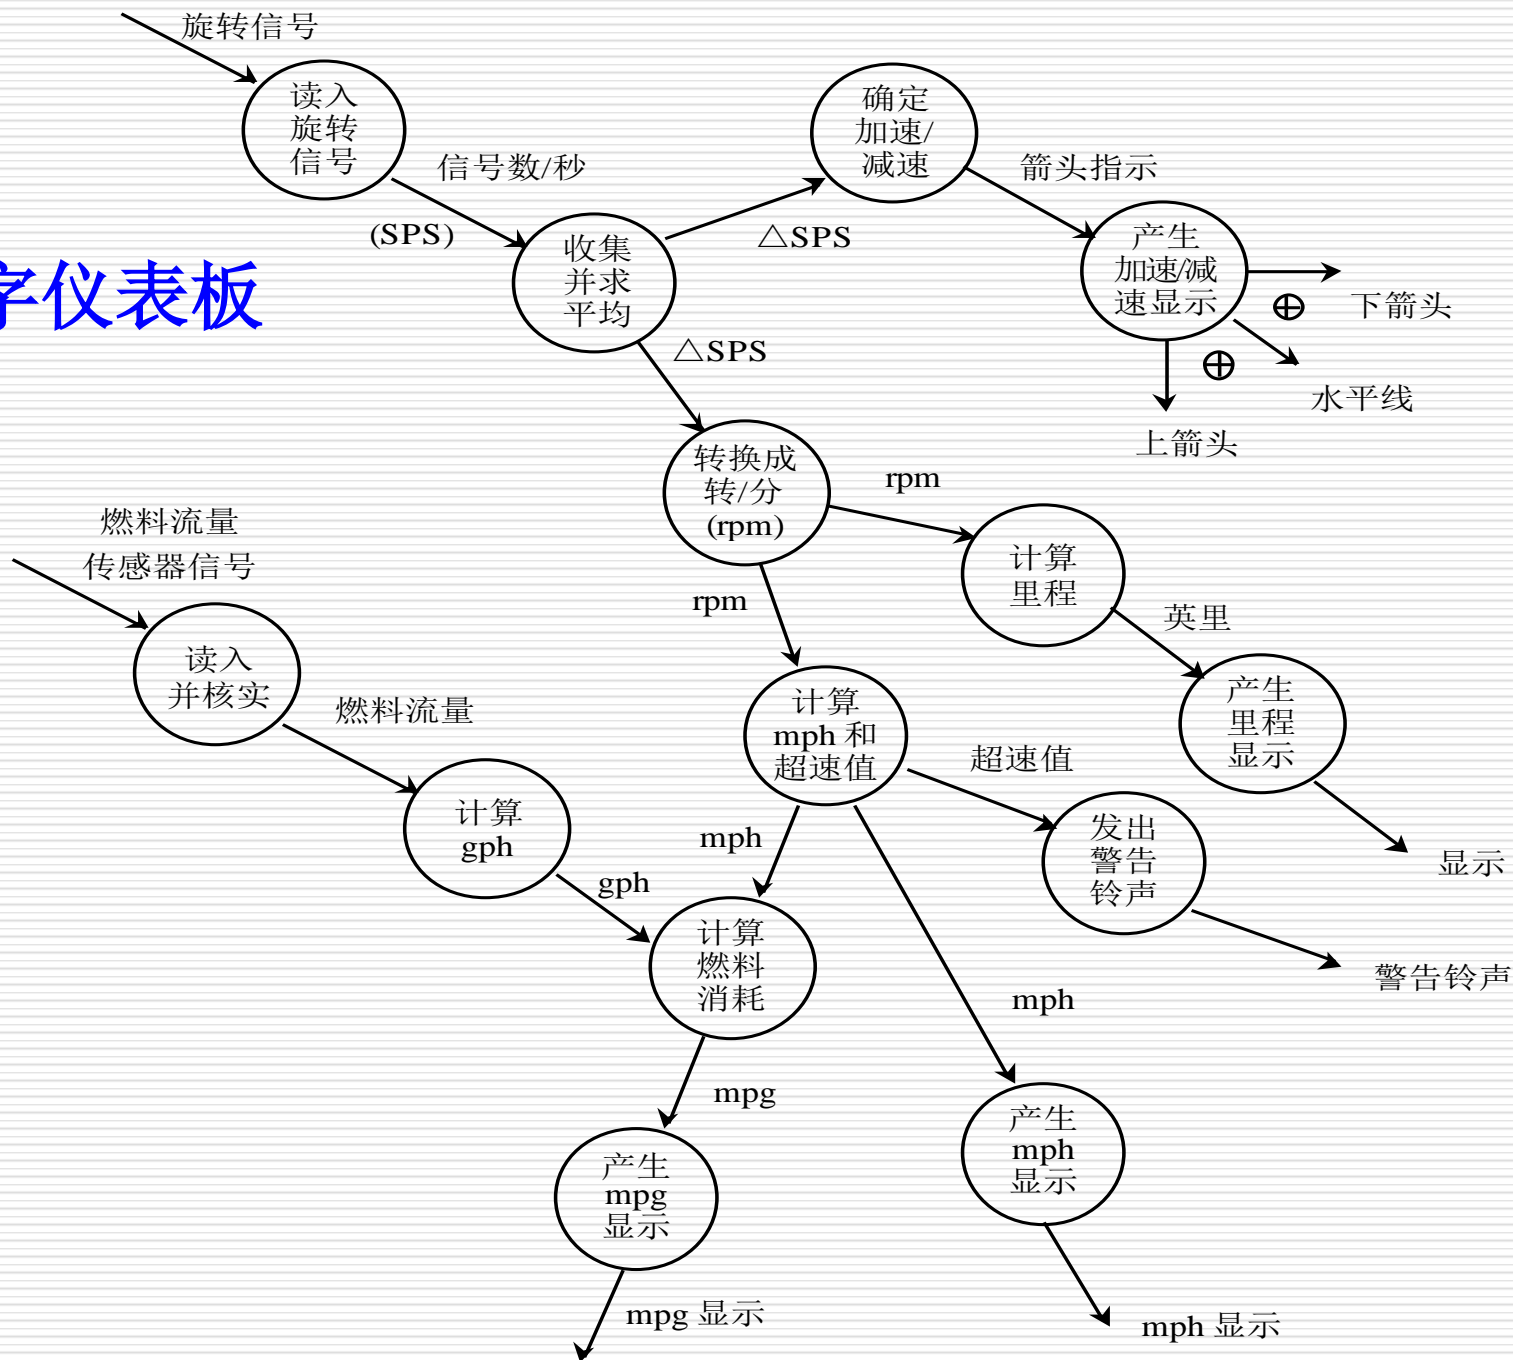 旋转信号
读入
旋转
信号
信号数/秒
(SPS)
确定
加速/
减速
箭头指示
收集
并求
平均
△SPS
产生
加速/减
速显示
下箭头
水平线
上箭头
字仪表板
△SPS
转换成
转/分
(rpm)
rpm
计算
里程
英里
产生
里程
显示
显示
燃料流量
传感器信号
读入
并核实
燃料流量
rpm
计算
mph 和
超速值
超速值
发出
警告
铃声
警告铃声
计算
gph
gph
mph
计算
燃料
消耗
mph
mpg
产生
mpg
显示
mpg 显示
产生
mph
显示
mph 显示